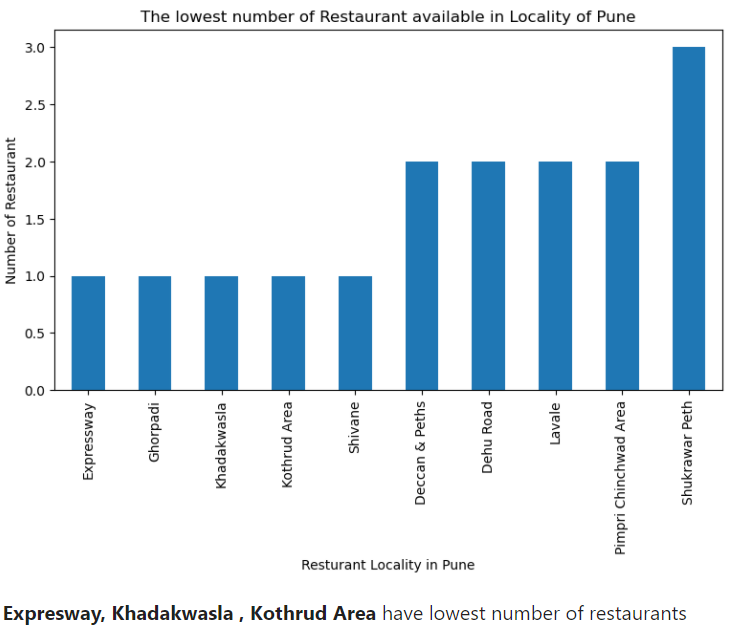 The lowest number of Restaurant available in Locality of Pune
Number of Restaurant
3.0
2.5
2.0
1.5
1.0
0.5
0.0
Expressway
Ghorpadi
Khadakwasla
Kothrud Area
Shivane
Deccan & Peths
Dehu Road
Lavale
Pimpri Chinchwad Area
Shukrawar Peth
Resturant Locality in Pune
Expresway, Khadakwasla , Kothrud Area have lowest number of restaurants